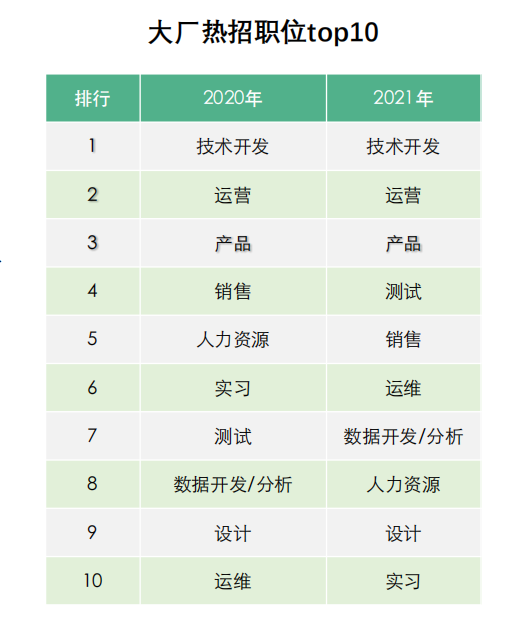 大厂热招职位top10
排行 2020年 2021年
1 技术开发 技术开发
2 运营 运营
3 产品 产品
4 销售 测试
5 人力资源 销售
6 实习 运维
7 测试 数据开发/分析
8 数据开发/分析 人力资源
9 设计 设计
10 运维 实习